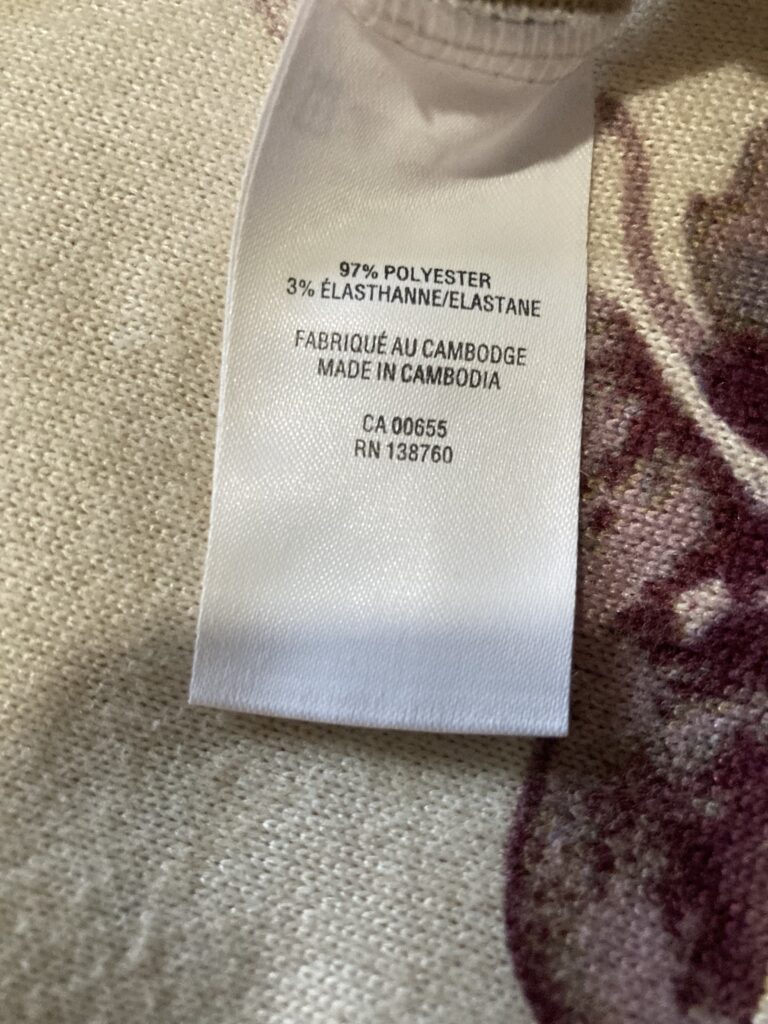 97% POLYESTER
3% ÉLASTHANNE/ELASTANE
FABRIQUÉ AU CAMBODGE
MADE IN CAMBODIA
CA 00655
RN 138760